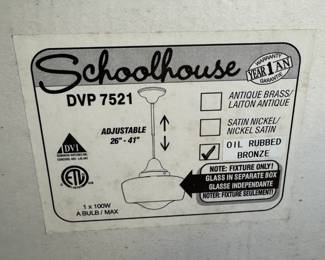 Schoolhouse
WARRANTY
YEAR 1 AN
GARANTIE
DVP 7521
ANTIQUE BRASS/
LAITON ANTIQUE
SATIN NICKEL/
NICKEL SATIN
OIL RUBBED
BRONZE
ADJUSTABLE
26" - 41"
DVI
NOTE: FIXTURE ONLY!
GLASS IN SEPARATE BOX
GLASSE INDEPENDANTE
NOTER: FIXTURE SEULEMENT!
1 x 100W
A BULB / MAX